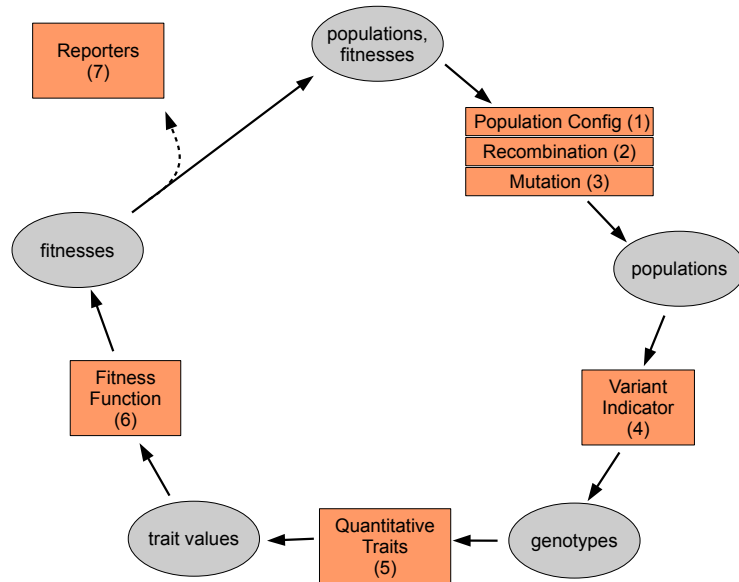 populations,
fitnesses
Reporters
(7)
Population Config (1)
Recombination (2)
Mutation (3)
fitnesses
populations
Fitness
Function
(6)
Variant
Indicator
(4)
trait values
Quantitative
Traits
(5)
genotypes